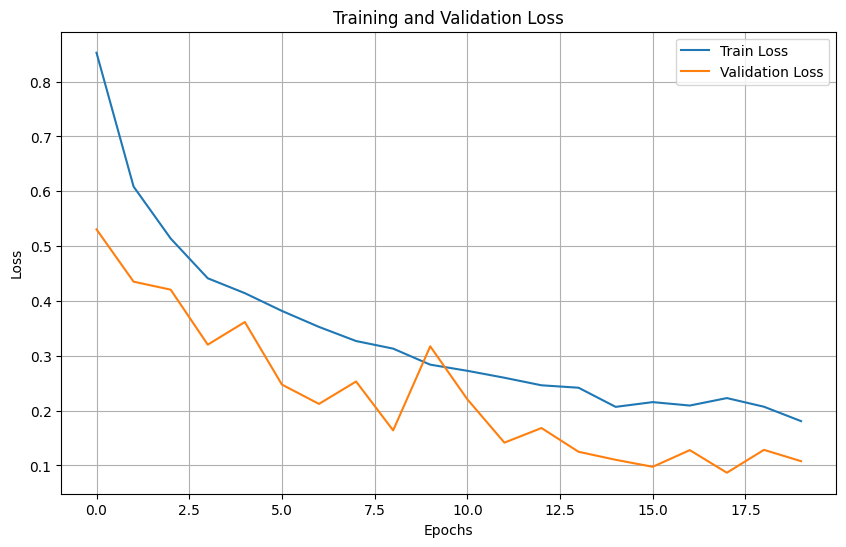 Training and Validation Loss
Train Loss
Validation Loss
0.8
0.7
0.6
0.5
0.4
0.3
0.2
0.1
Loss
0.0 2.5 5.0 7.5 10.0 12.5 15.0 17.5
Epochs